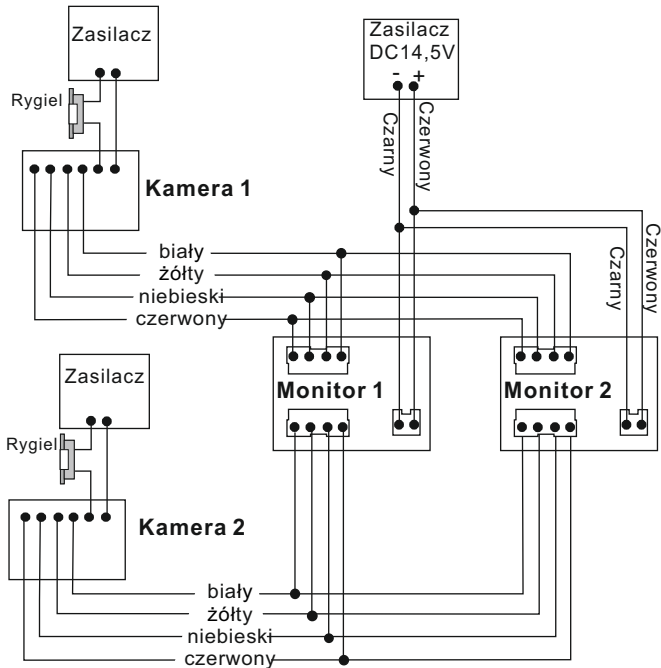 Zasilacz
Rygiel
Kamera 1
Zasilacz
DC14,5V
- +
Czarny
Czerwony
Czarny
Czerwony
biały
żółty
niebieski
czerwony
Monitor 1
Monitor 2
Zasilacz
Rygiel
Kamera 2
biały
żółty
niebieski
czerwony